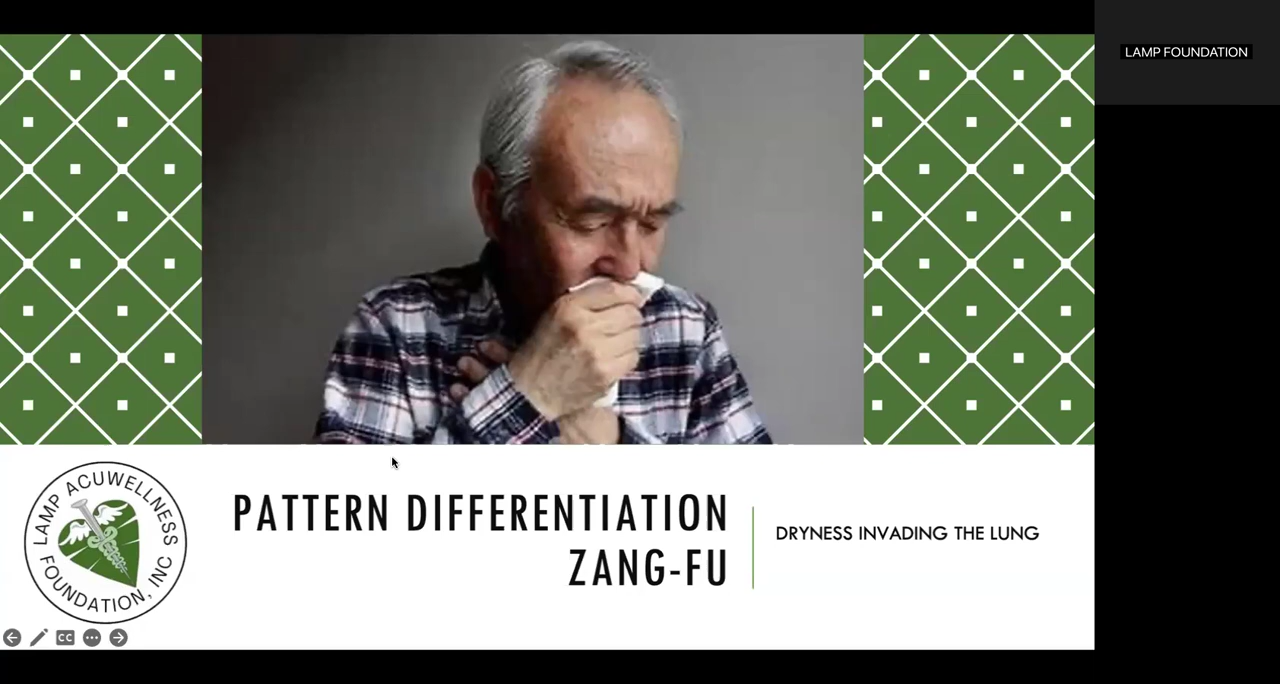 LAMP FOUNDATION
LAMP ACUWELLNESS
FOUNDATION, INC
PATTERN DIFFERENTIATION
ZANG-FU
DRYNESS INVADING THE LUNG
CC